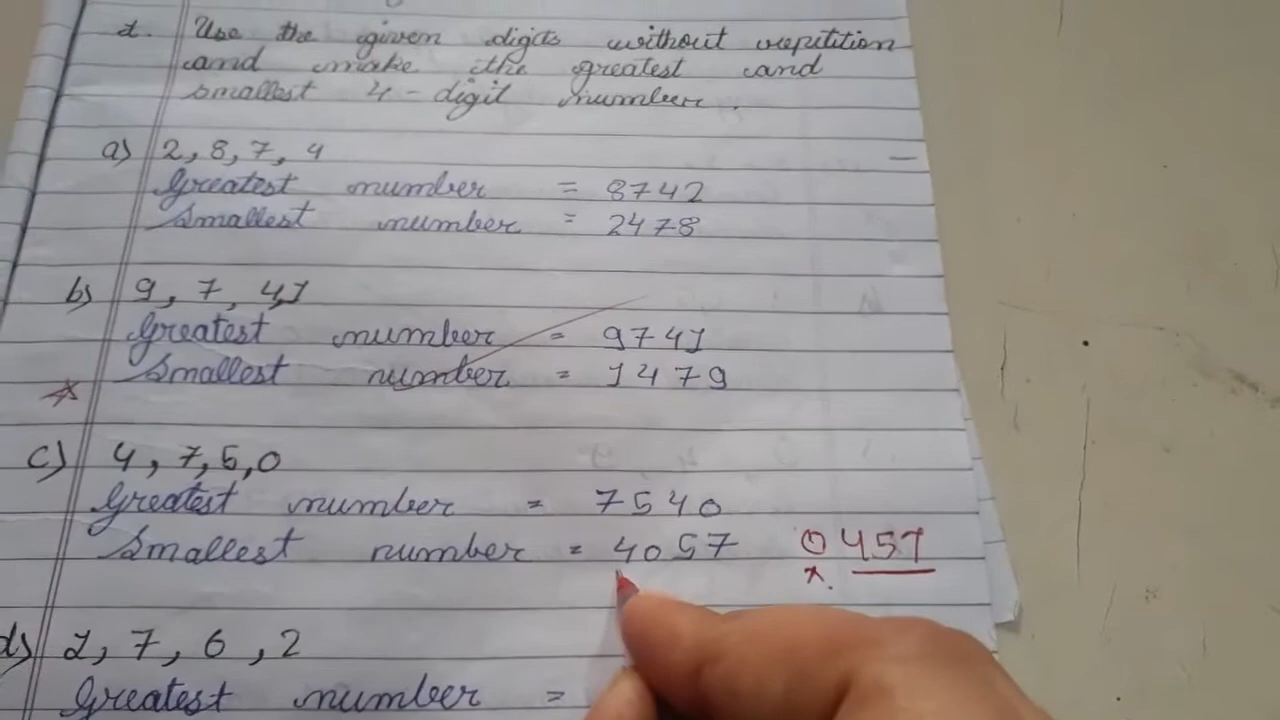 2. Use the given digits without repitition
and make the greatest and
smallest 4-digit number.
a) 2, 8, 7, 4
Greatest number = 8742
Smallest number = 2478
b) 9, 7, 4, 1
Greatest number = 9741
Smallest number = 1479
c) 4, 7, 5, 0
Greatest number = 7540
Smallest number = 4057 0457
x.
d) 1, 7, 6, 2
Greatest number =